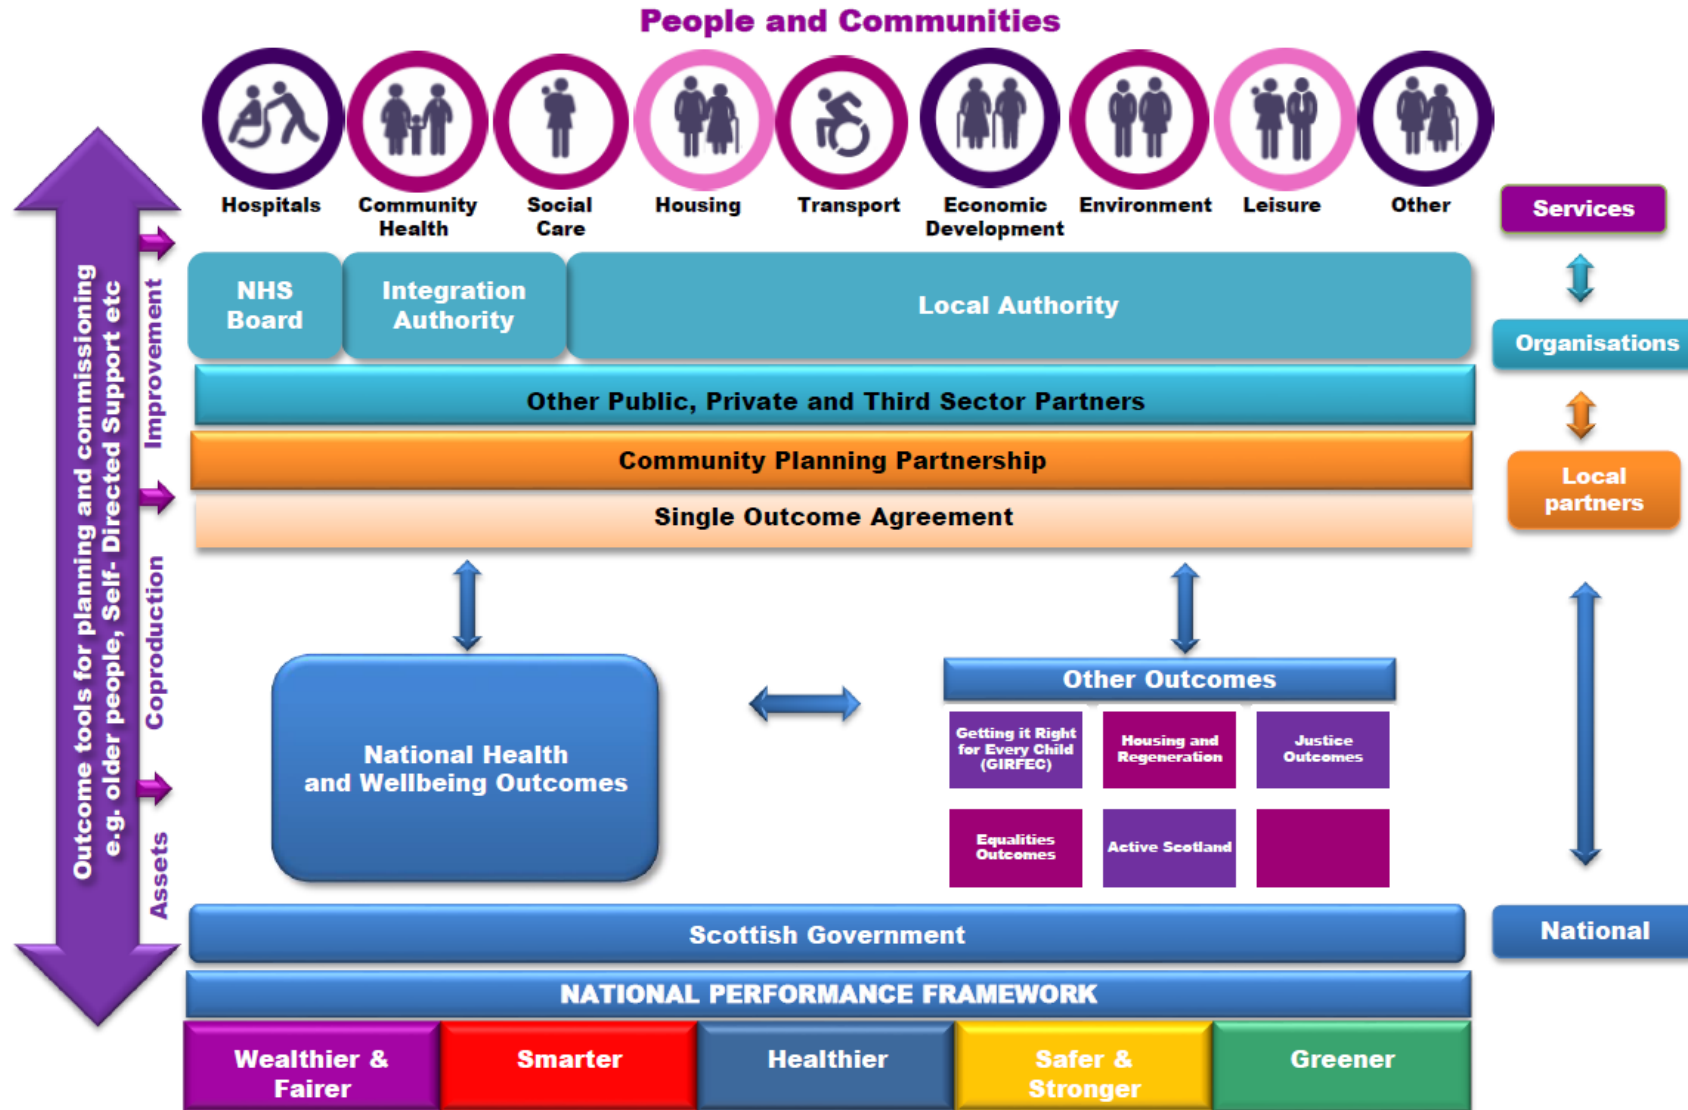 People and Communities
Hospitals
Community
Health
Social
Care
Housing
Transport
Economic
Development
Environment
Leisure
Other
Services
NHS
Board
Integration
Authority
Local Authority
Organisations
Other Public, Private and Third Sector Partners
Community Planning Partnership
Local
partners
Single Outcome Agreement
Outcome tools for planning and commissioning
e.g. older people, Self- Directed Support etc
Improvement
Coproduction
Assets
National Health
and Wellbeing Outcomes
Other Outcomes
Getting it Right
for Every Child
(GIRFEC)
Housing and
Regeneration
Justice
Outcomes
Equalities
Outcomes
Active Scotland
Scottish Government
National
NATIONAL PERFORMANCE FRAMEWORK
Wealthier &
Fairer
Smarter
Healthier
Safer &
Stronger
Greener